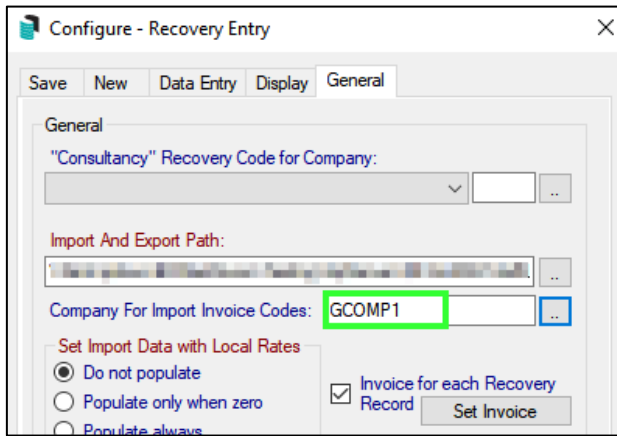 Configure - Recovery Entry
Save New Data Entry Display General
General
"Consultancy" Recovery Code for Company:
..
Import And Export Path:
..
Company For Import Invoice Codes: GCOMP1 ..
Set Import Data with Local Rates
Do not populate
Populate only when zero
Populate always
Invoice for each Recovery
Record Set Invoice